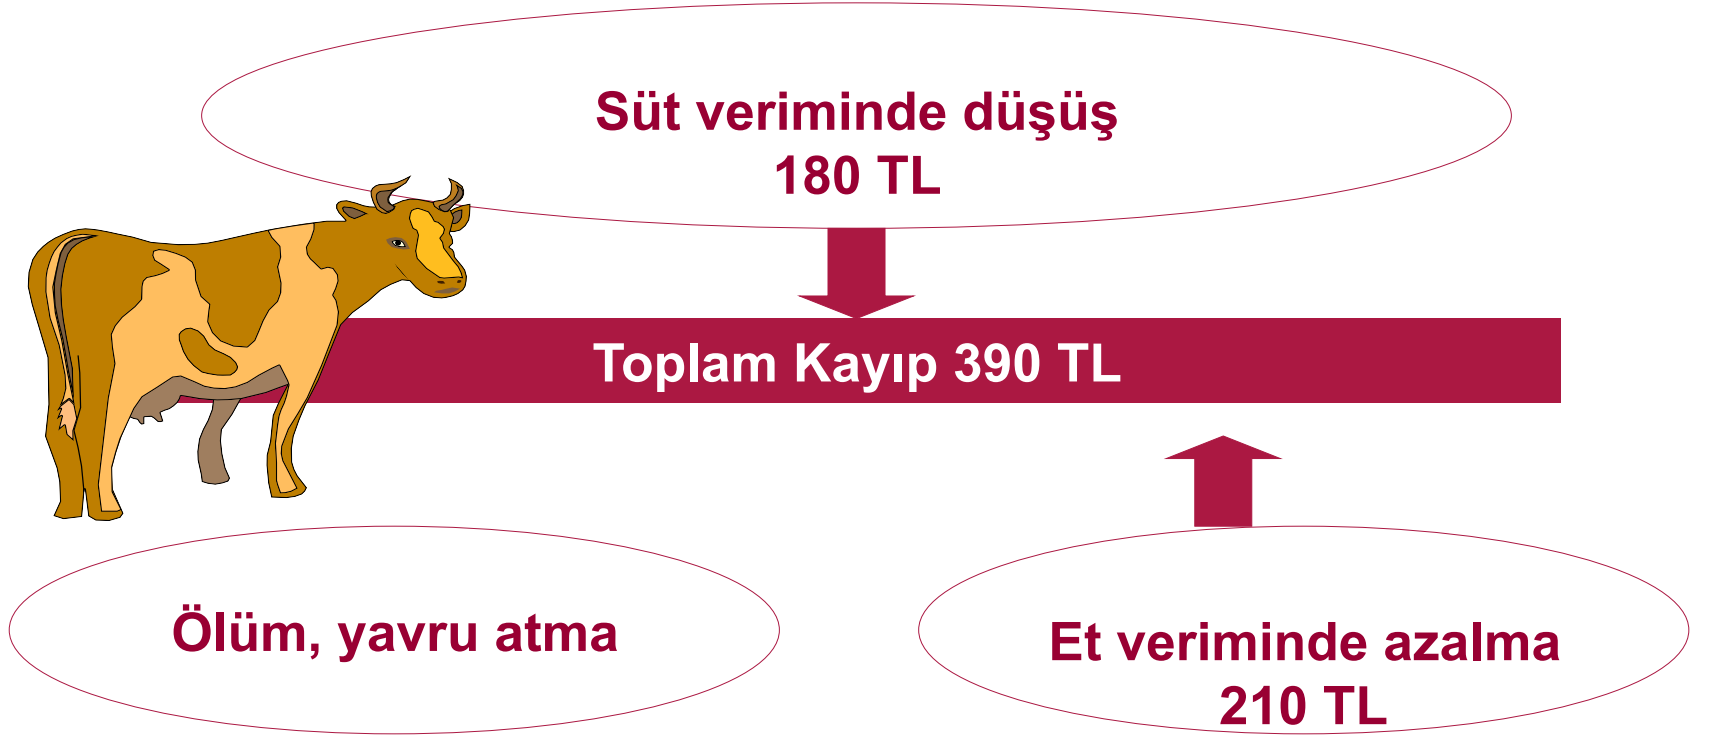 Süt veriminde düşüş
180 TL
Toplam Kayıp 390 TL
Ölüm, yavru atma
Et veriminde azalma
210 TL